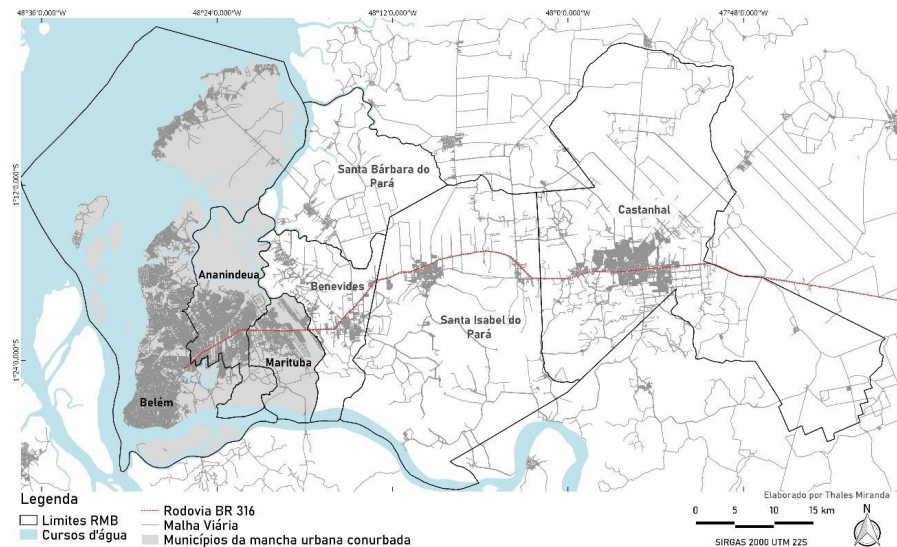 48°36'0.000"W
48°24'0.000"W
48°12'0.000"W
48°0'0.000"W
47°48'0.000"W
1°12'0.000"S
1°24'0.000"S
Santa Bárbara do
Pará
Castanhal
Ananindeua
Benevides
Santa Isabel do
Pará
Marituba
Belém
Legenda
Limites RMB
Cursos d'água
Rodovia BR 316
Malha Viária
Municípios da mancha urbana conurbada
Elaborado por Thales Miranda
0 5 10 15 km
N
SIRGAS 2000 UTM 22S